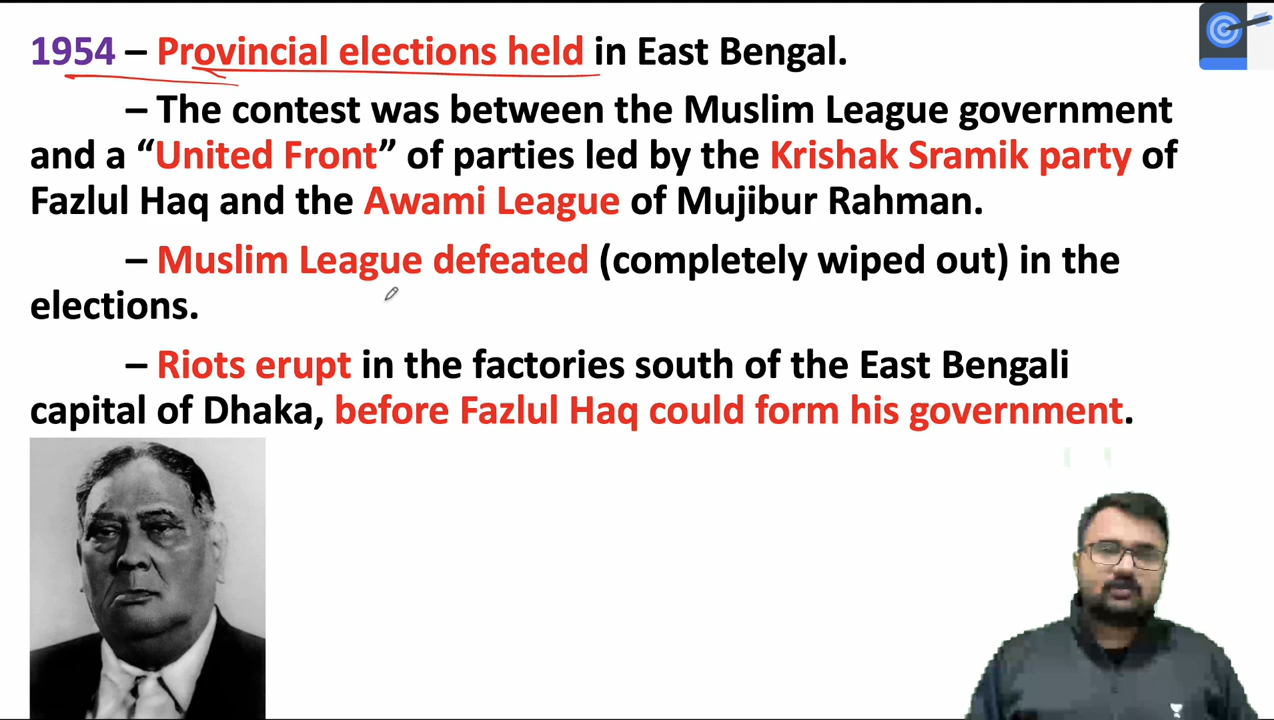 1954 – Provincial elections held in East Bengal.
– The contest was between the Muslim League government
and a “United Front” of parties led by the Krishak Sramik party of
Fazlul Haq and the Awami League of Mujibur Rahman.
– Muslim League defeated (completely wiped out) in the
elections.
– Riots erupt in the factories south of the East Bengali
capital of Dhaka, before Fazlul Haq could form his government.